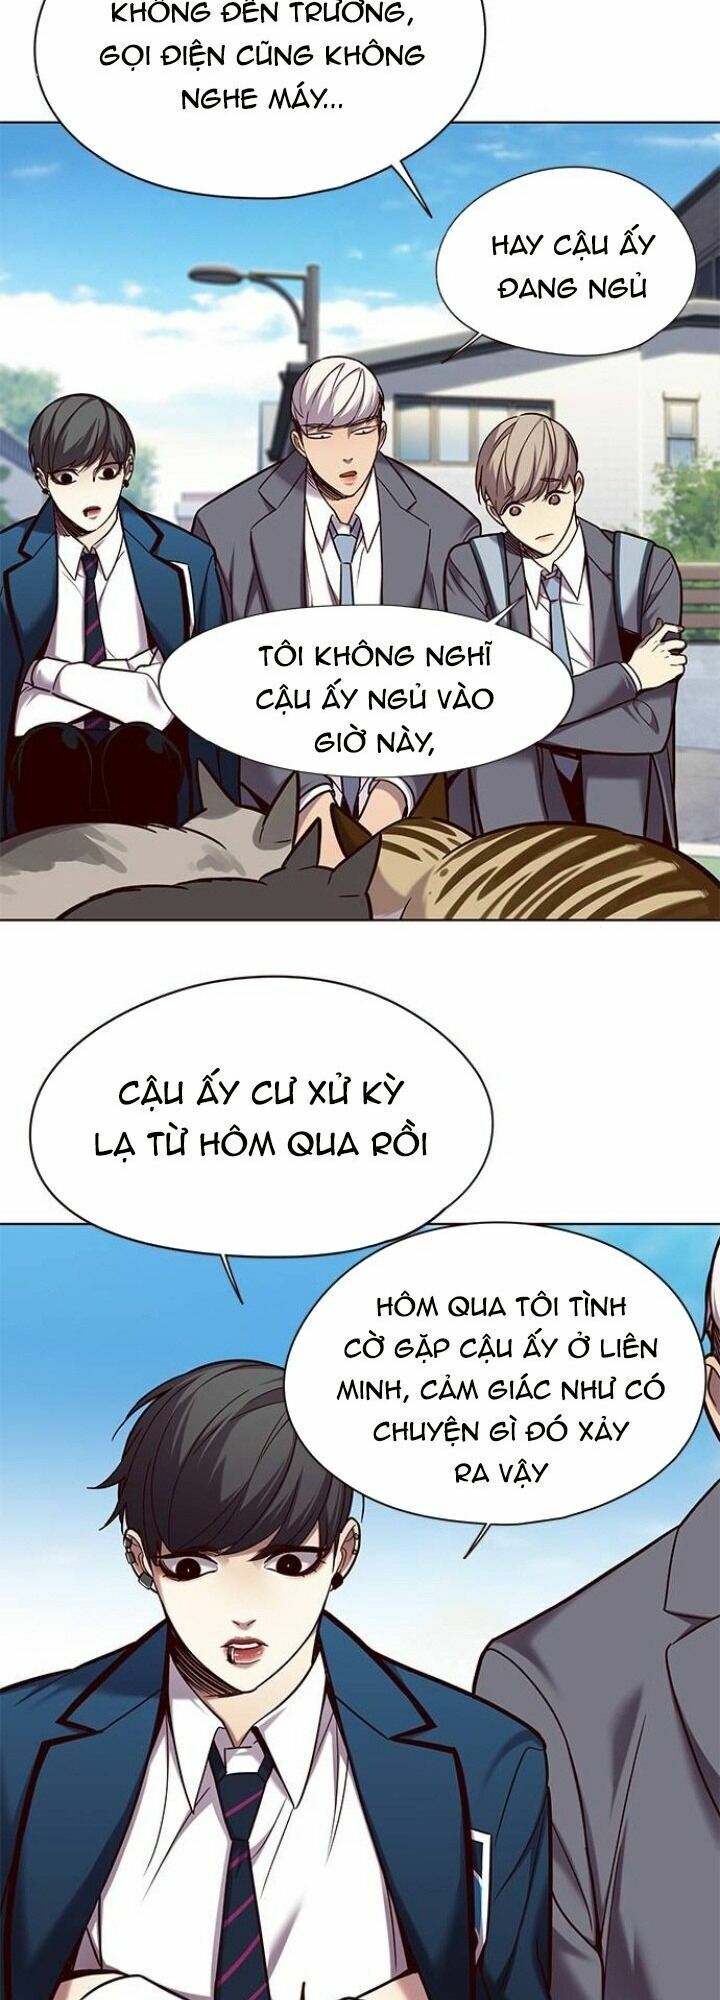 KHÔNG ĐẾN TRƯỜNG,
GỌI ĐIỆN CŨNG KHÔNG
NGHE MÁY...
HAY CẬU ẤY
ĐANG NGỦ
TÔI KHÔNG NGHĨ
CẬU ẤY NGỦ VÀO
GIỜ NÀY,
CẬU ẤY CƯ XỬ KỲ
LẠ TỪ HÔM QUA RỒI
HÔM QUA TÔI TÌNH
CỜ GẶP CẬU ẤY Ở LIÊN
MINH, CẢM GIÁC NHƯ CÓ
CHUYỆN GÌ ĐÓ XẢY
RA VẬY